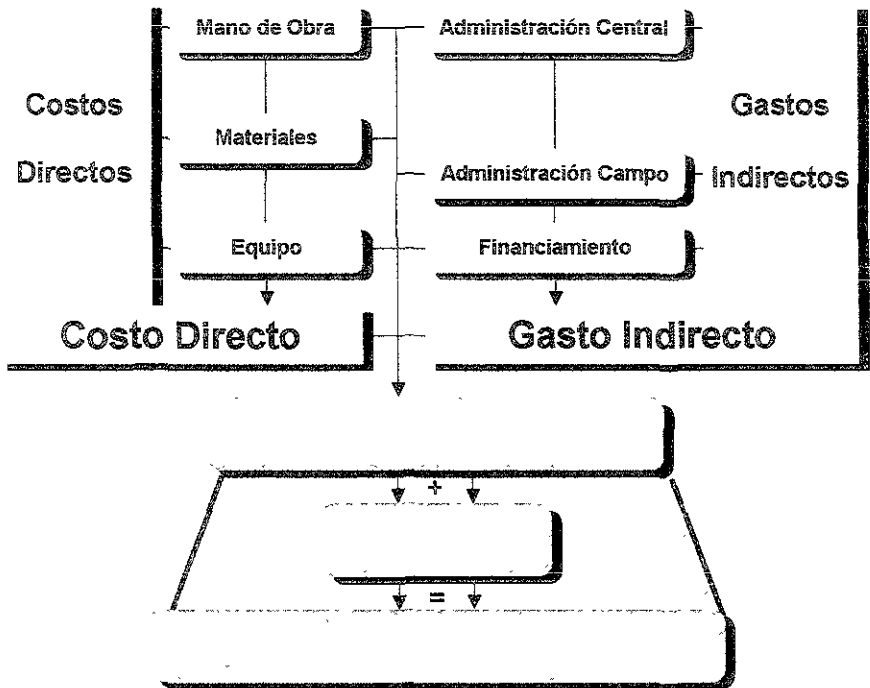 Mano de Obra
Administración Central
Costos
Directos
Materiales
Gastos
Indirectos
Administración Campo
Equipo
Financiamiento
Costo Directo
Gasto Indirecto
+
=